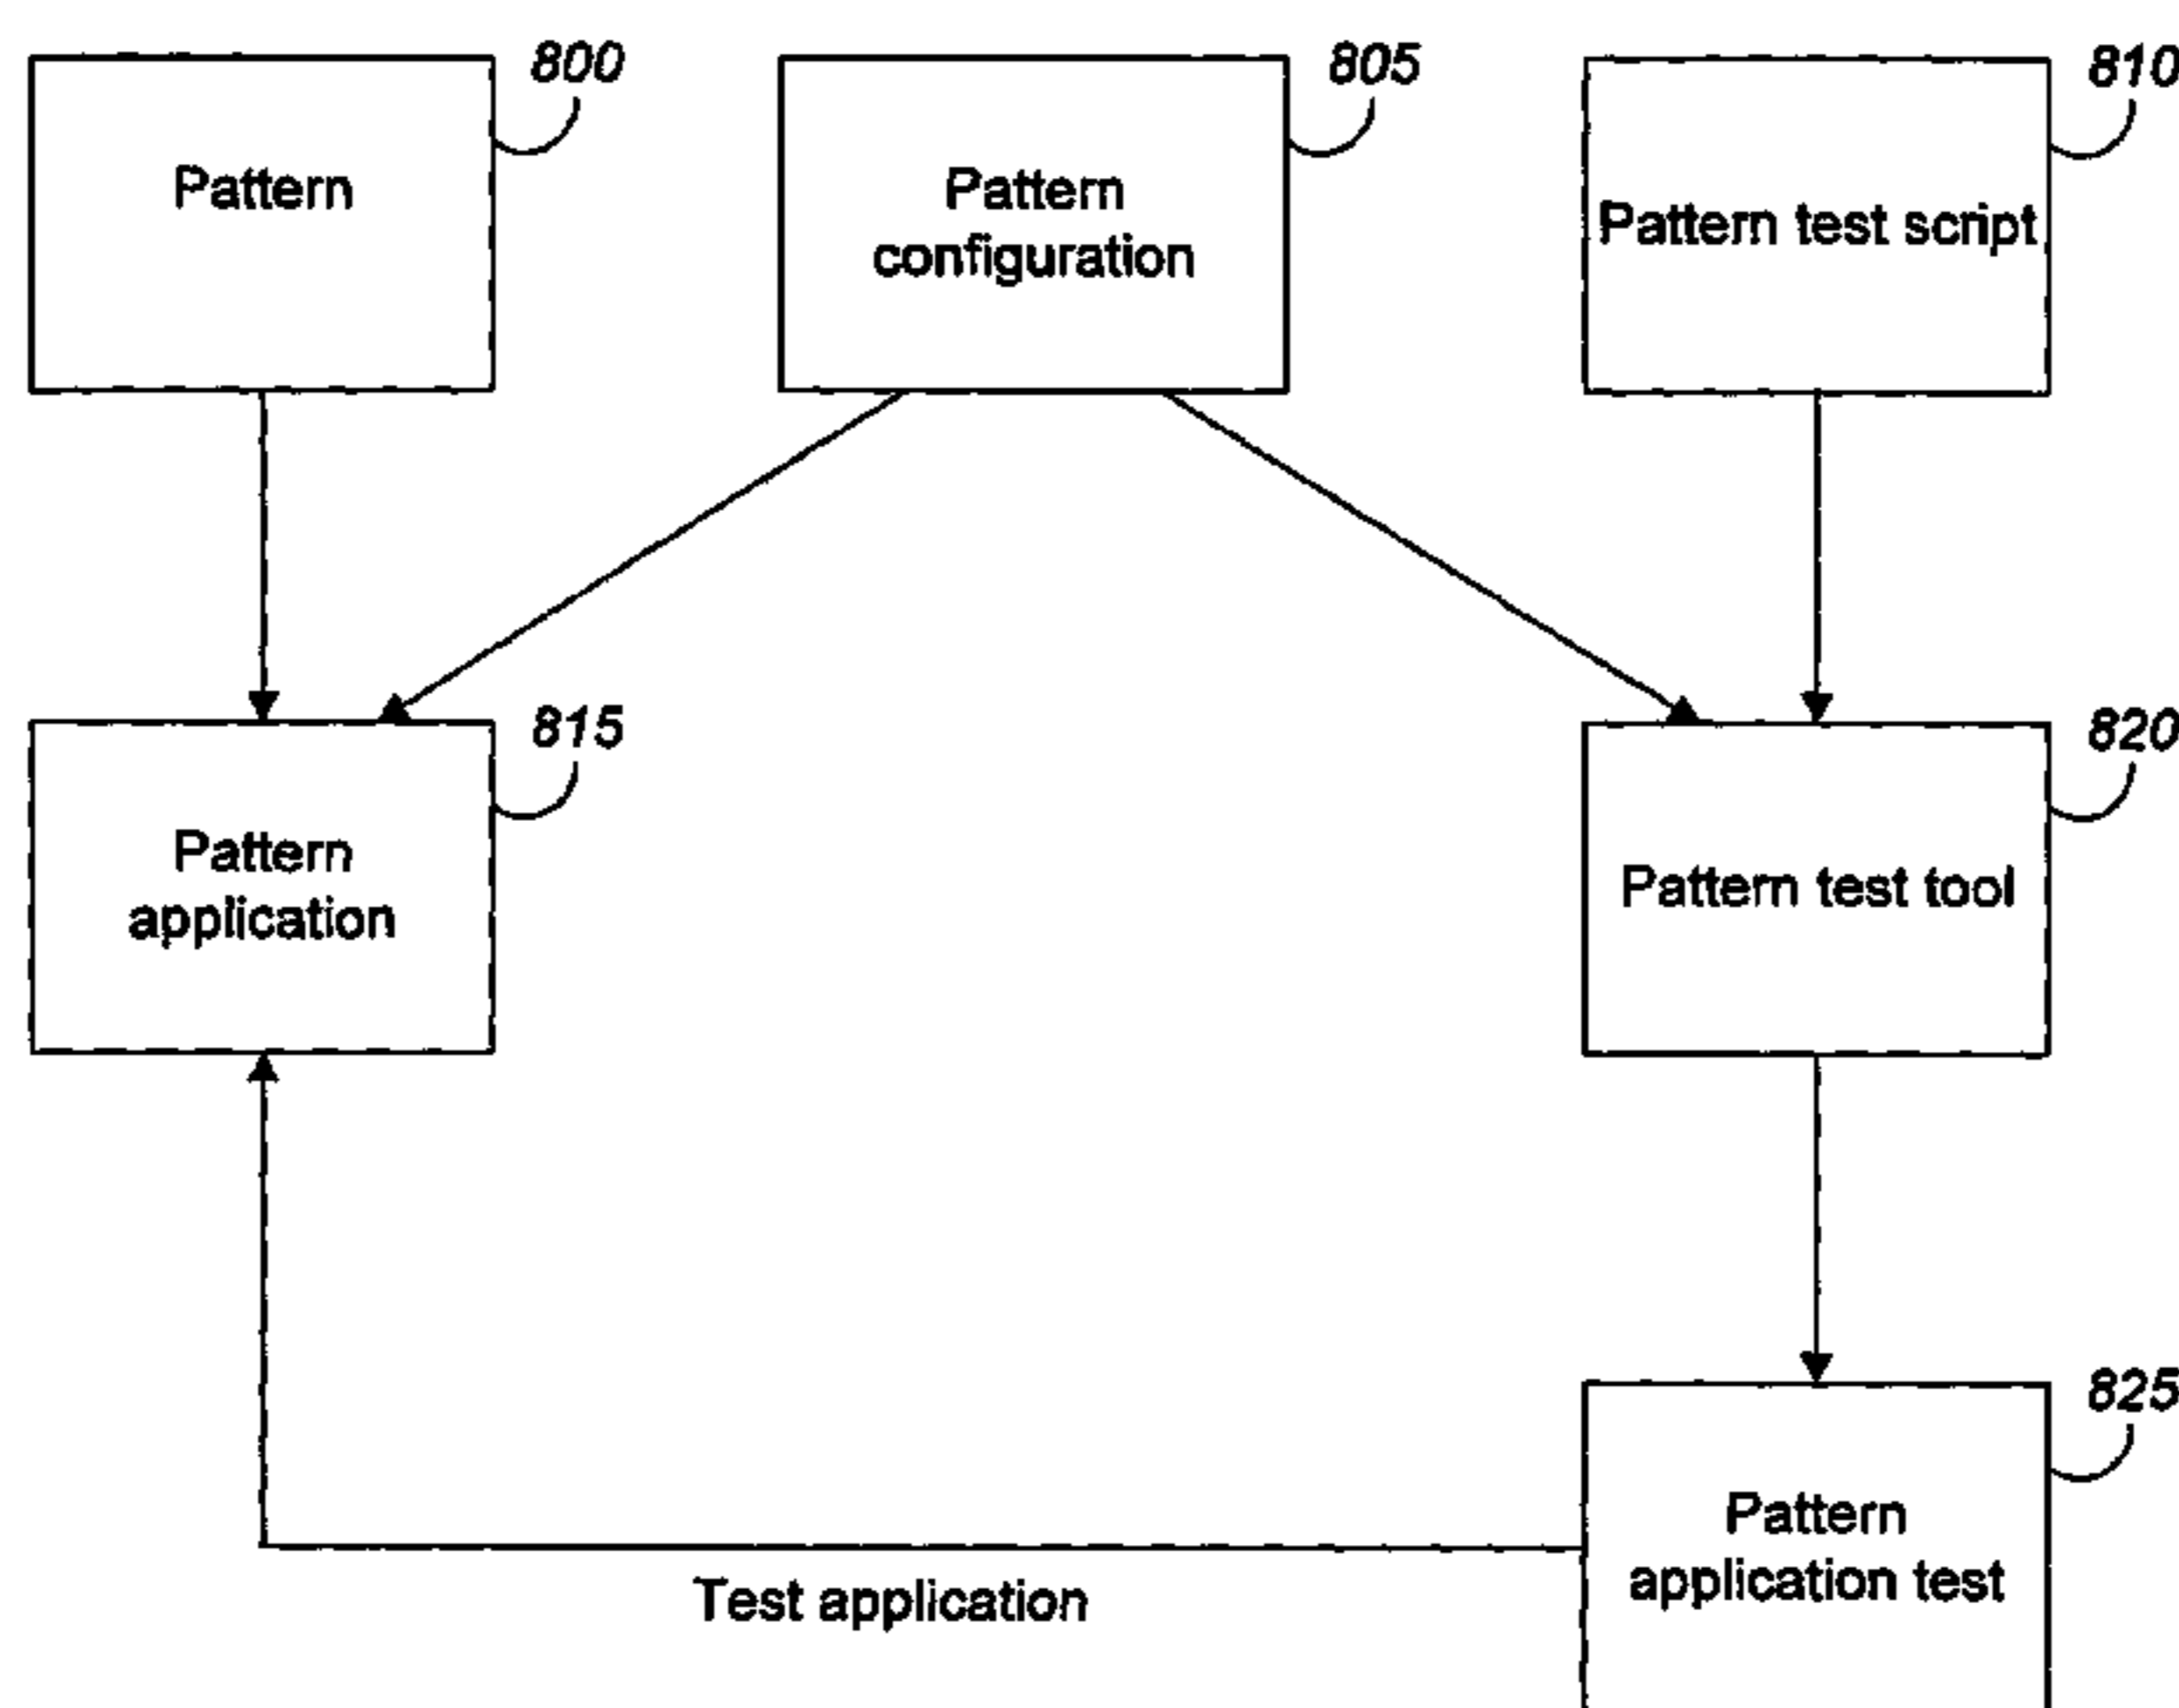 800
805
810
Pattern
Pattern
configuration
Pattern test script
815
820
Pattern
application
Pattern test tool
825
Pattern
application test
Test application